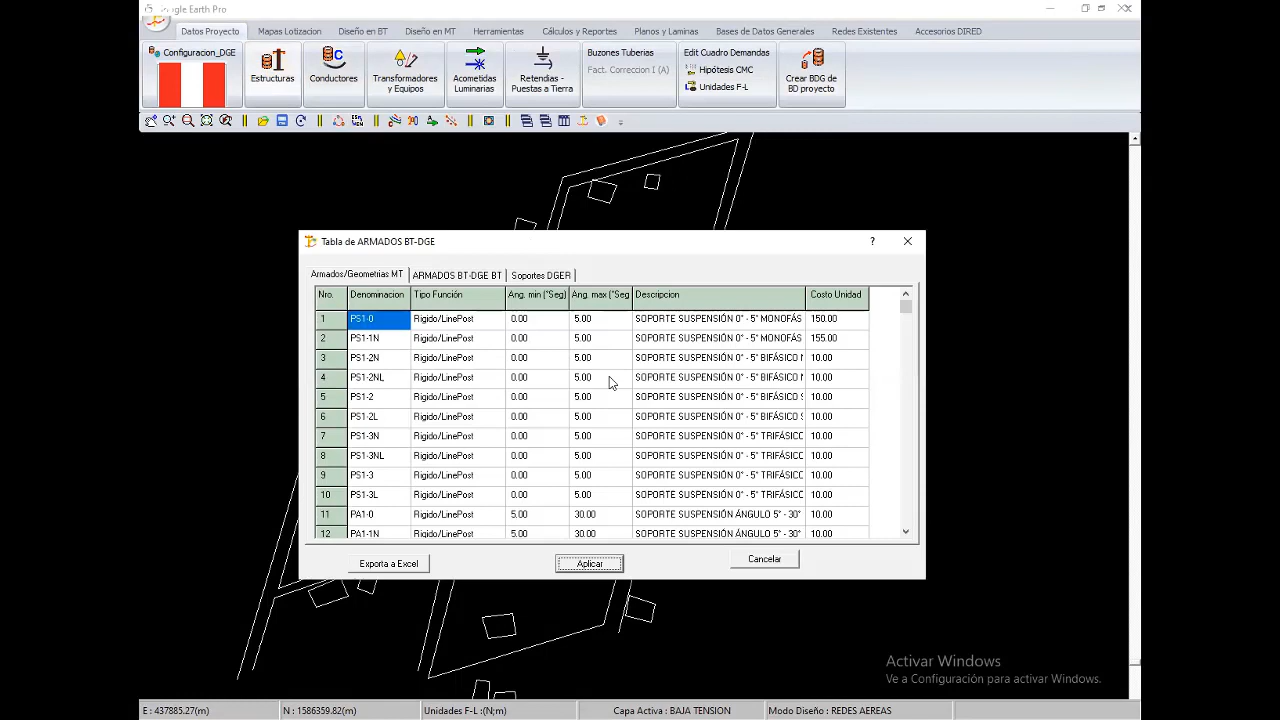 ogle Earth Pro
Datos Proyecto Mapas Lotizacion Diseño en BT Diseño en MT Herramientas Cálculos y Reportes Planos y Laminas Bases de Datos Generales Redes Existentes Accesorios DIRED
Configuracion_DGE
Estructuras
Conductores
Transformadores
y Equipos
Acometidas
Luminarias
Retendias -
Puestas a Tierra
Buzones Tuberias
Fact. Correccion I (A)
Edit Cuadro Demandas
Hipótesis CMC
Unidades F-L
Crear BDG de
BD proyecto
Tabla de ARMADOS BT-DGE
Armados/Geometrias MT ARMADOS BT-DGE BT Soportes DGER
Nro. Denominacion Tipo Función Ang. min (°Seg) Ang. max (°Seg Descripcion Costo Unidad
1 PS1-0 Rigido/LinePost 0.00 5.00 SOPORTE SUSPENSIÓN 0° - 5° MONOFÁS 150.00
2 PS1-1N Rigido/LinePost 0.00 5.00 SOPORTE SUSPENSIÓN 0° - 5° MONOFÁS 155.00
3 PS1-2N Rigido/LinePost 0.00 5.00 SOPORTE SUSPENSIÓN 0° - 5° BIFÁSICO N 10.00
4 PS1-2NL Rigido/LinePost 0.00 5.00 SOPORTE SUSPENSIÓN 0° - 5° BIFÁSICO N 10.00
5 PS1-2 Rigido/LinePost 0.00 5.00 SOPORTE SUSPENSIÓN 0° - 5° BIFÁSICO S 10.00
6 PS1-2L Rigido/LinePost 0.00 5.00 SOPORTE SUSPENSIÓN 0° - 5° BIFÁSICO S 10.00
7 PS1-3N Rigido/LinePost 0.00 5.00 SOPORTE SUSPENSIÓN 0° - 5° TRIFÁSICO 10.00
8 PS1-3NL Rigido/LinePost 0.00 5.00 SOPORTE SUSPENSIÓN 0° - 5° TRIFÁSICO 10.00
9 PS1-3 Rigido/LinePost 0.00 5.00 SOPORTE SUSPENSIÓN 0° - 5° TRIFÁSICO 10.00
10 PS1-3L Rigido/LinePost 0.00 5.00 SOPORTE SUSPENSIÓN 0° - 5° TRIFÁSICO 10.00
11 PA1-0 Rigido/LinePost 5.00 30.00 SOPORTE SUSPENSIÓN ÁNGULO 5° - 30° 10.00
12 PA1-1N Rigido/LinePost 5.00 30.00 SOPORTE SUSPENSIÓN ÁNGULO 5° - 30° 10.00
Exporta a Excel Aplicar Cancelar
Activar Windows
Ve a Configuración para activar Windows.
E : 437885.27(m) N : 1586359.82(m) Unidades F-L :(N;m) Capa Activa : BAJA TENSION Modo Diseño : REDES AEREAS